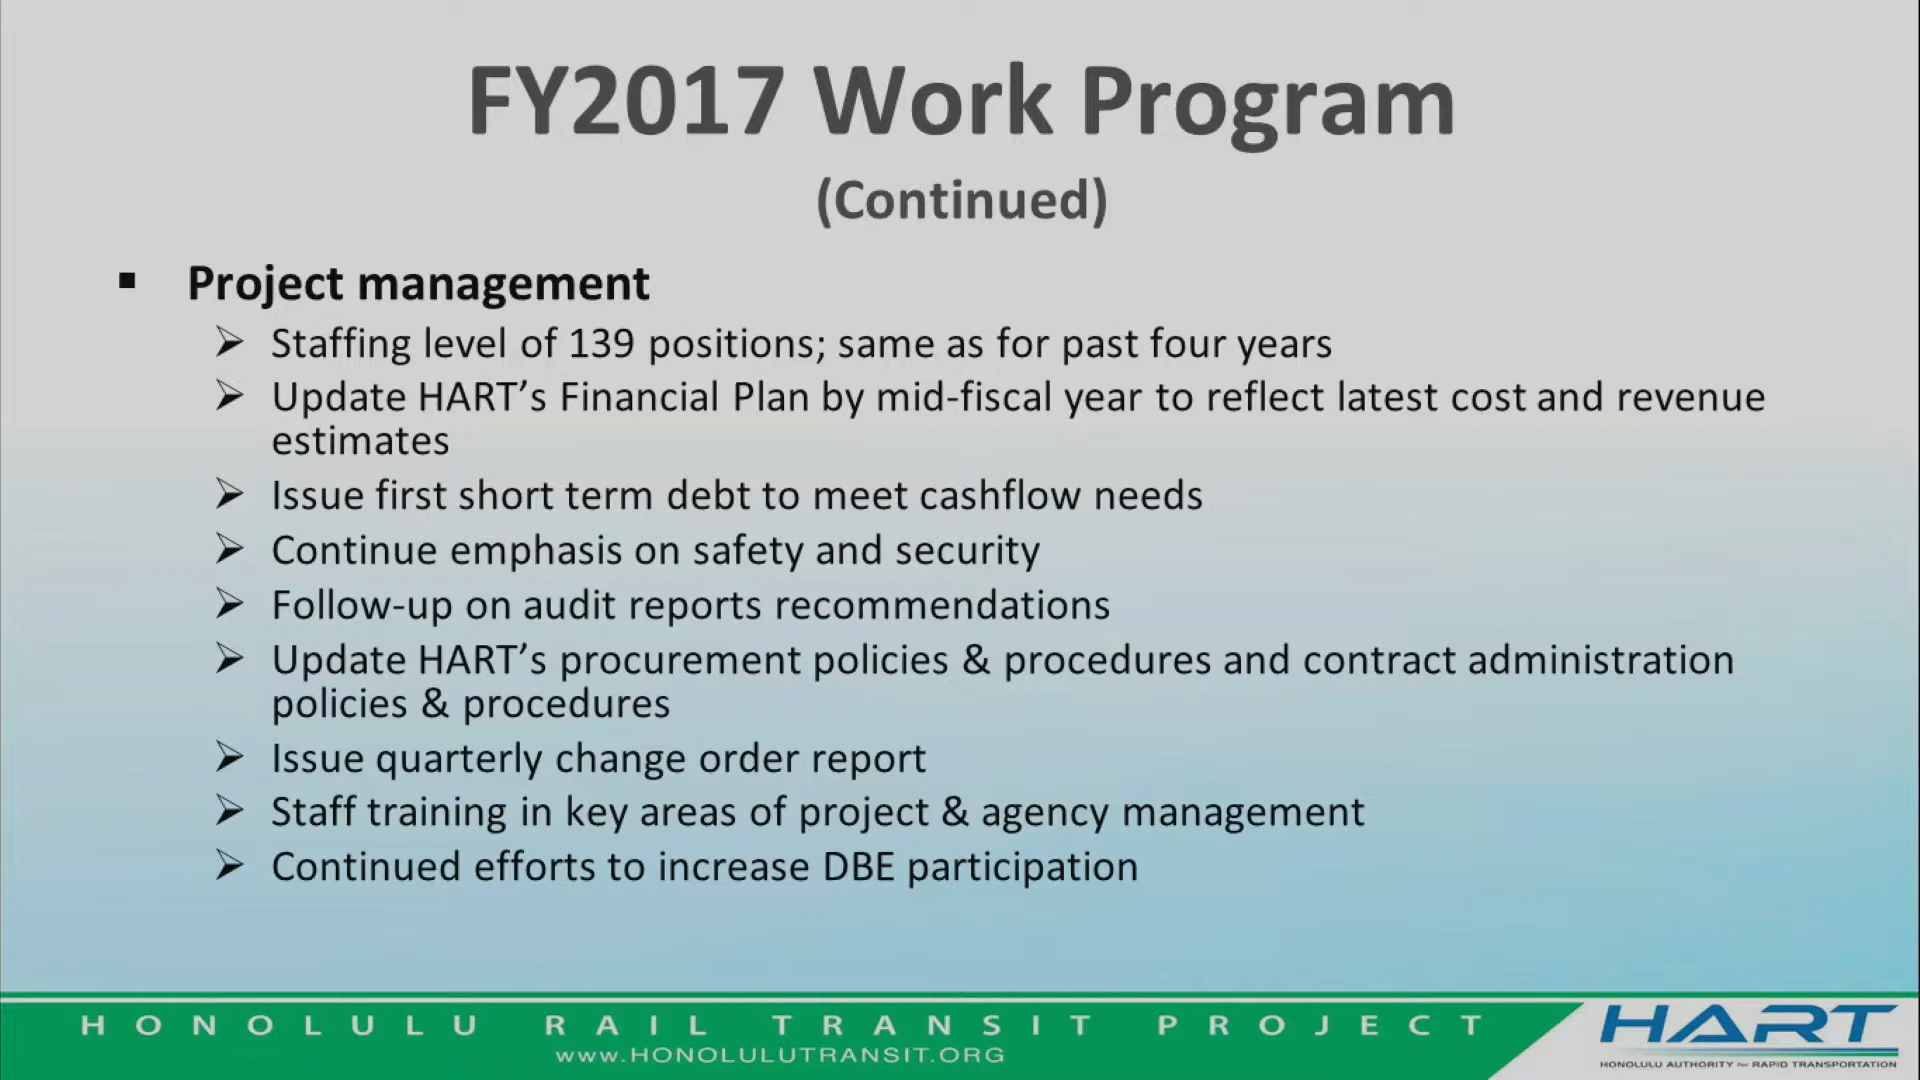 FY2017 Work Program
(Continued)
▪ Project management
➢ Staffing level of 139 positions; same as for past four years
➢ Update HART’s Financial Plan by mid-fiscal year to reflect latest cost and revenue
estimates
➢ Issue first short term debt to meet cashflow needs
➢ Continue emphasis on safety and security
➢ Follow-up on audit reports recommendations
➢ Update HART’s procurement policies & procedures and contract administration
policies & procedures
➢ Issue quarterly change order report
➢ Staff training in key areas of project & agency management
➢ Continued efforts to increase DBE participation
HONOLULU RAIL TRANSIT PROJECT
www.HONOLULUTRANSIT.ORG
HART
HONOLULU AUTHORITY for RAPID TRANSPORTATION